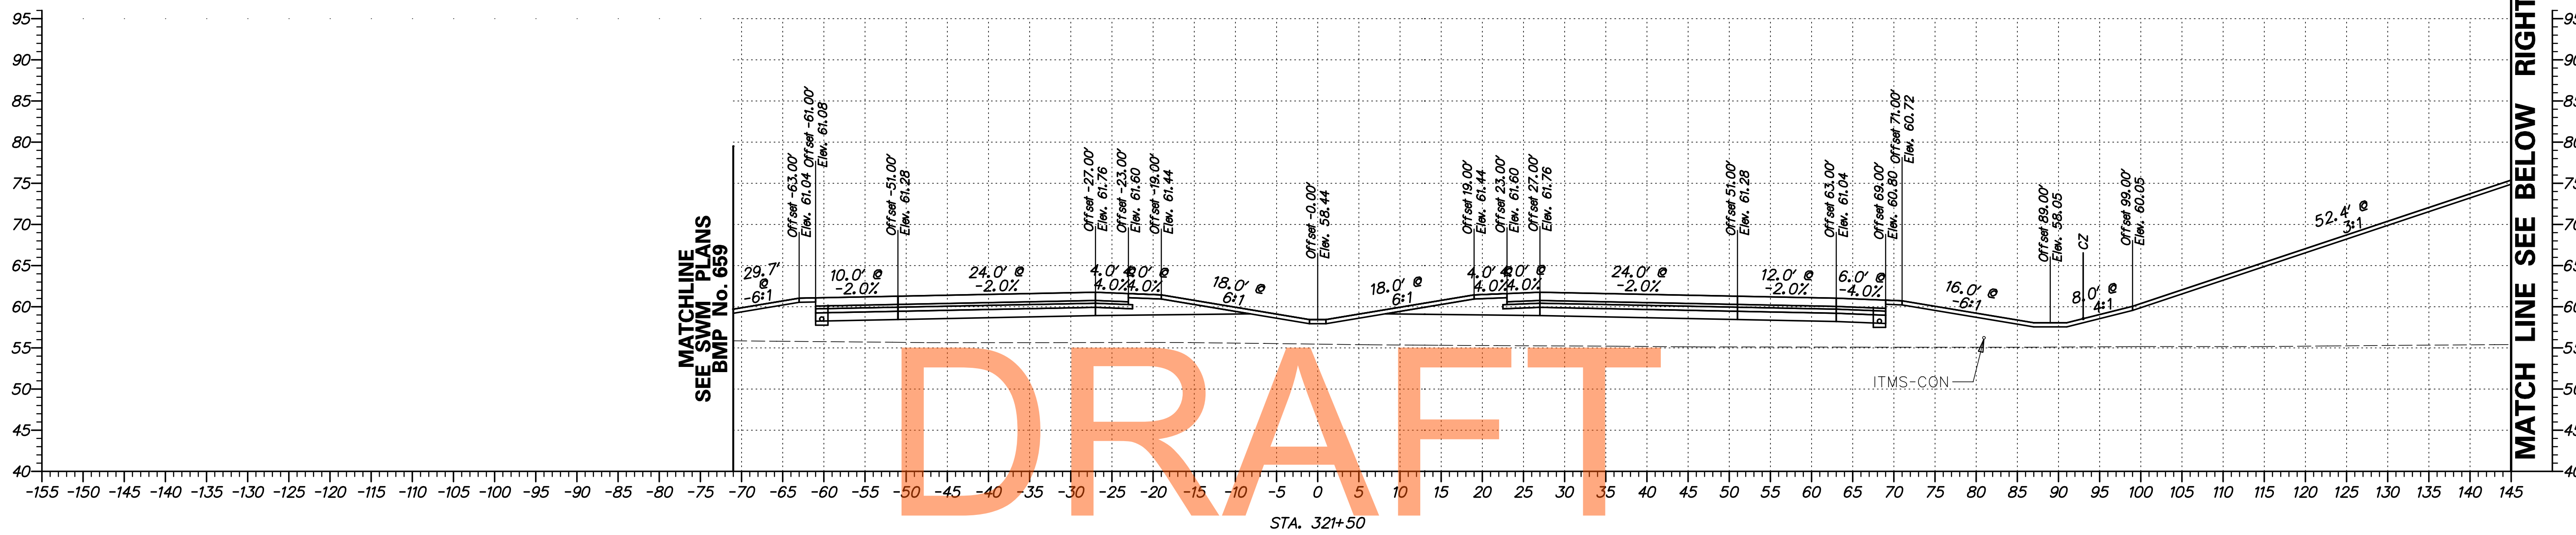 95
90
85
80
75
70
65
60
55
50
45
40
MATCHLINE
SEE SWM PLANS
BMP No. 659
29.7'
@
-6:1
Offset -63.00'
Elev. 61.04
Offset -61.00'
Elev. 61.08
10.0' @
-2.0%
Offset -51.00'
Elev. 61.28
24.0' @
-2.0%
Offset -27.00'
Elev. 61.76
4.0' @
4.0%
Offset -23.00'
Elev. 61.60
4.0' @
4.0%
Offset -19.00'
Elev. 61.44
18.0' @
6:1
Offset -0.00'
Elev. 58.44
18.0' @
6:1
Offset 19.00'
Elev. 61.44
4.0' @
4.0%
Offset 23.00'
Elev. 61.60
4.0' @
4.0%
Offset 27.00'
Elev. 61.76
24.0' @
-2.0%
Offset 51.00'
Elev. 61.28
12.0' @
-2.0%
Offset 63.00'
Elev. 61.04
6.0' @
-4.0%
Offset 69.00'
Elev. 60.80
Offset 71.00'
Elev. 60.72
16.0' @
-6:1
Offset 89.00'
Elev. 58.05
CZ
8.0' @
4:1
Offset 99.00'
Elev. 60.05
52.4' @
3:1
ITMS-CON
MATCH LINE SEE BELOW RIGHT
95
90
85
80
75
70
65
60
55
50
45
40
-155 -150 -145 -140 -135 -130 -125 -120 -115 -110 -105 -100 -95 -90 -85 -80 -75 -70 -65 -60 -55 -50 -45 -40 -35 -30 -25 -20 -15 -10 -5 0 5 10 15 20 25 30 35 40 45 50 55 60 65 70 75 80 85 90 95 100 105 110 115 120 125 130 135 140 145
STA. 321+50
DRAFT